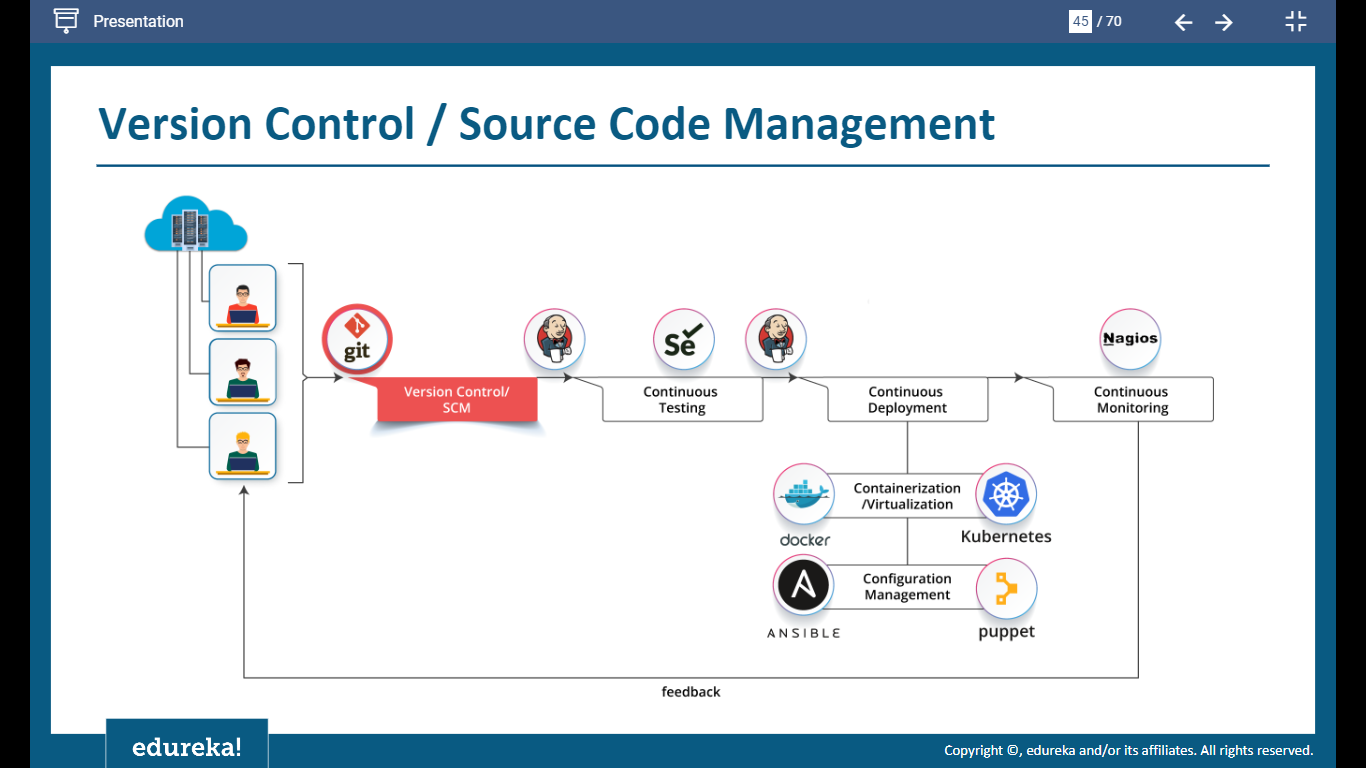 Presentation
45 / 70
Version Control / Source Code Management
git
Version Control/
SCM
Se
Continuous
Testing
Continuous
Deployment
Nagios
Continuous
Monitoring
Containerization
/Virtualization
docker
Kubernetes
Configuration
Management
ANSIBLE
puppet
feedback
edureka!
Copyright ©, edureka and/or its affiliates. All rights reserved.